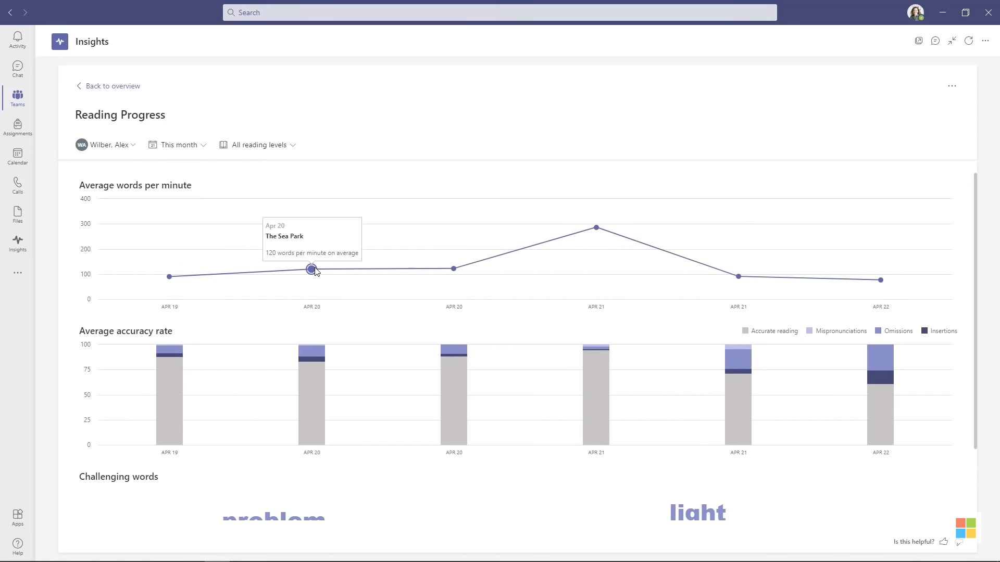 Search
Activity
Chat
Teams
Assignments
Calendar
Calls
Files
Insights
Apps
Help
Insights
Back to overview
Reading Progress
WA Wilber, Alex This month 21 All reading levels
Average words per minute
400
300
200
100
0
Apr 20
The Sea Park
120 words per minute on average
APR 19 APR 20 APR 20 APR 21 APR 21 APR 22
Average accuracy rate
Accurate reading Mispronunciations Omissions Insertions
100
75
50
25
0
APR 19 APR 20 APR 20 APR 21 APR 21 APR 22
Challenging words
problem light
Is this helpful?